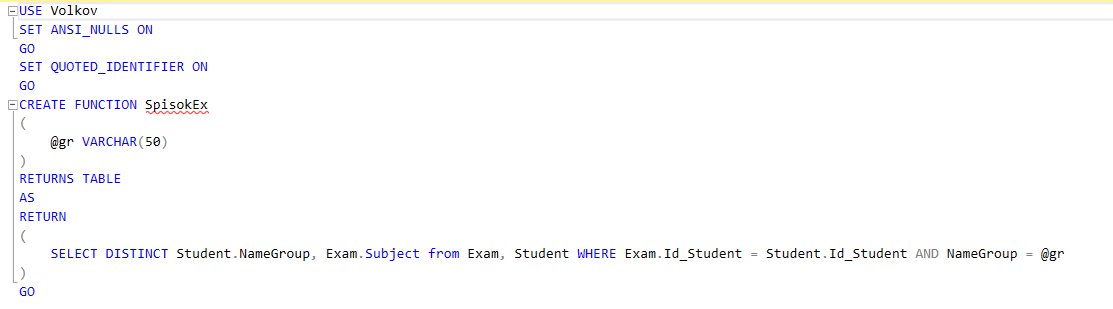 USE Volkov
SET ANSI_NULLS ON
GO
SET QUOTED_IDENTIFIER ON
GO
CREATE FUNCTION SpisokEx
(
    @gr VARCHAR(50)
)
RETURNS TABLE
AS
RETURN
(
    SELECT DISTINCT Student.NameGroup, Exam.Subject from Exam, Student WHERE Exam.Id_Student = Student.Id_Student AND NameGroup = @gr
)
GO